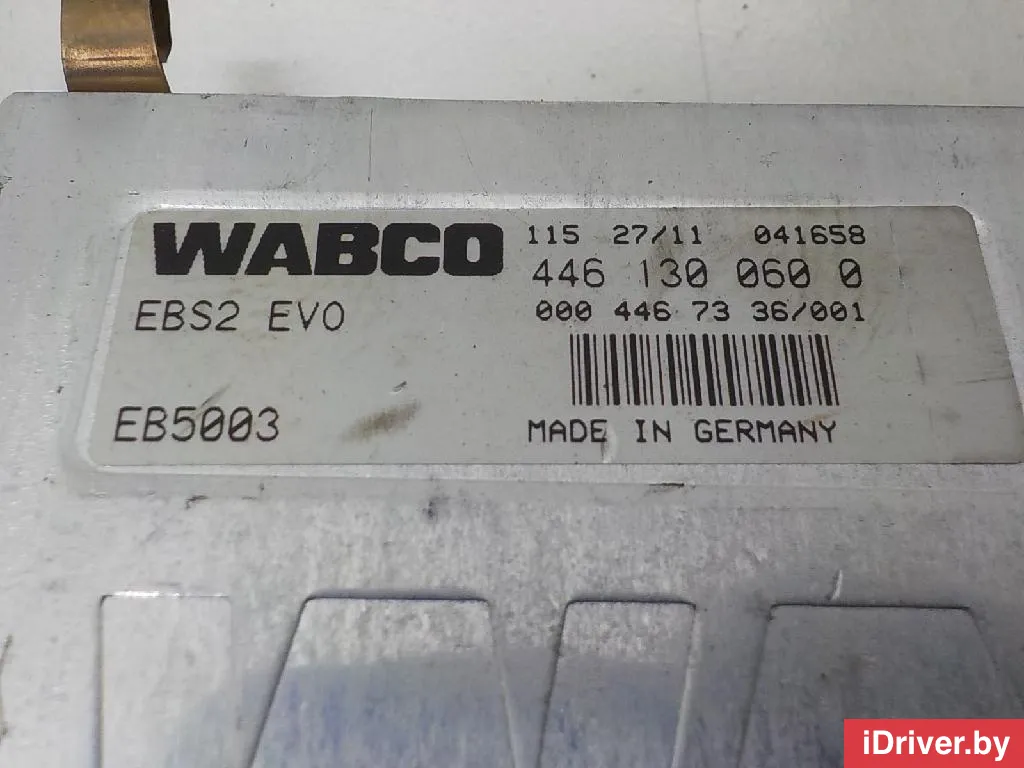 WABCO
115 27/11 041658
446 130 060 0
EBS2 EVO
000 446 73 36/001
EB5003
MADE IN GERMANY
iDriver.by